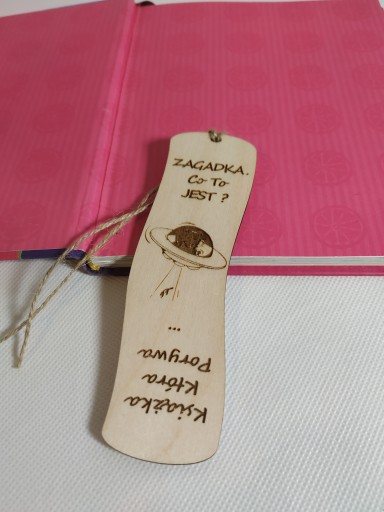 ZAGADKA.
Co To
JEST ?
Książka
Która
Porywa
...